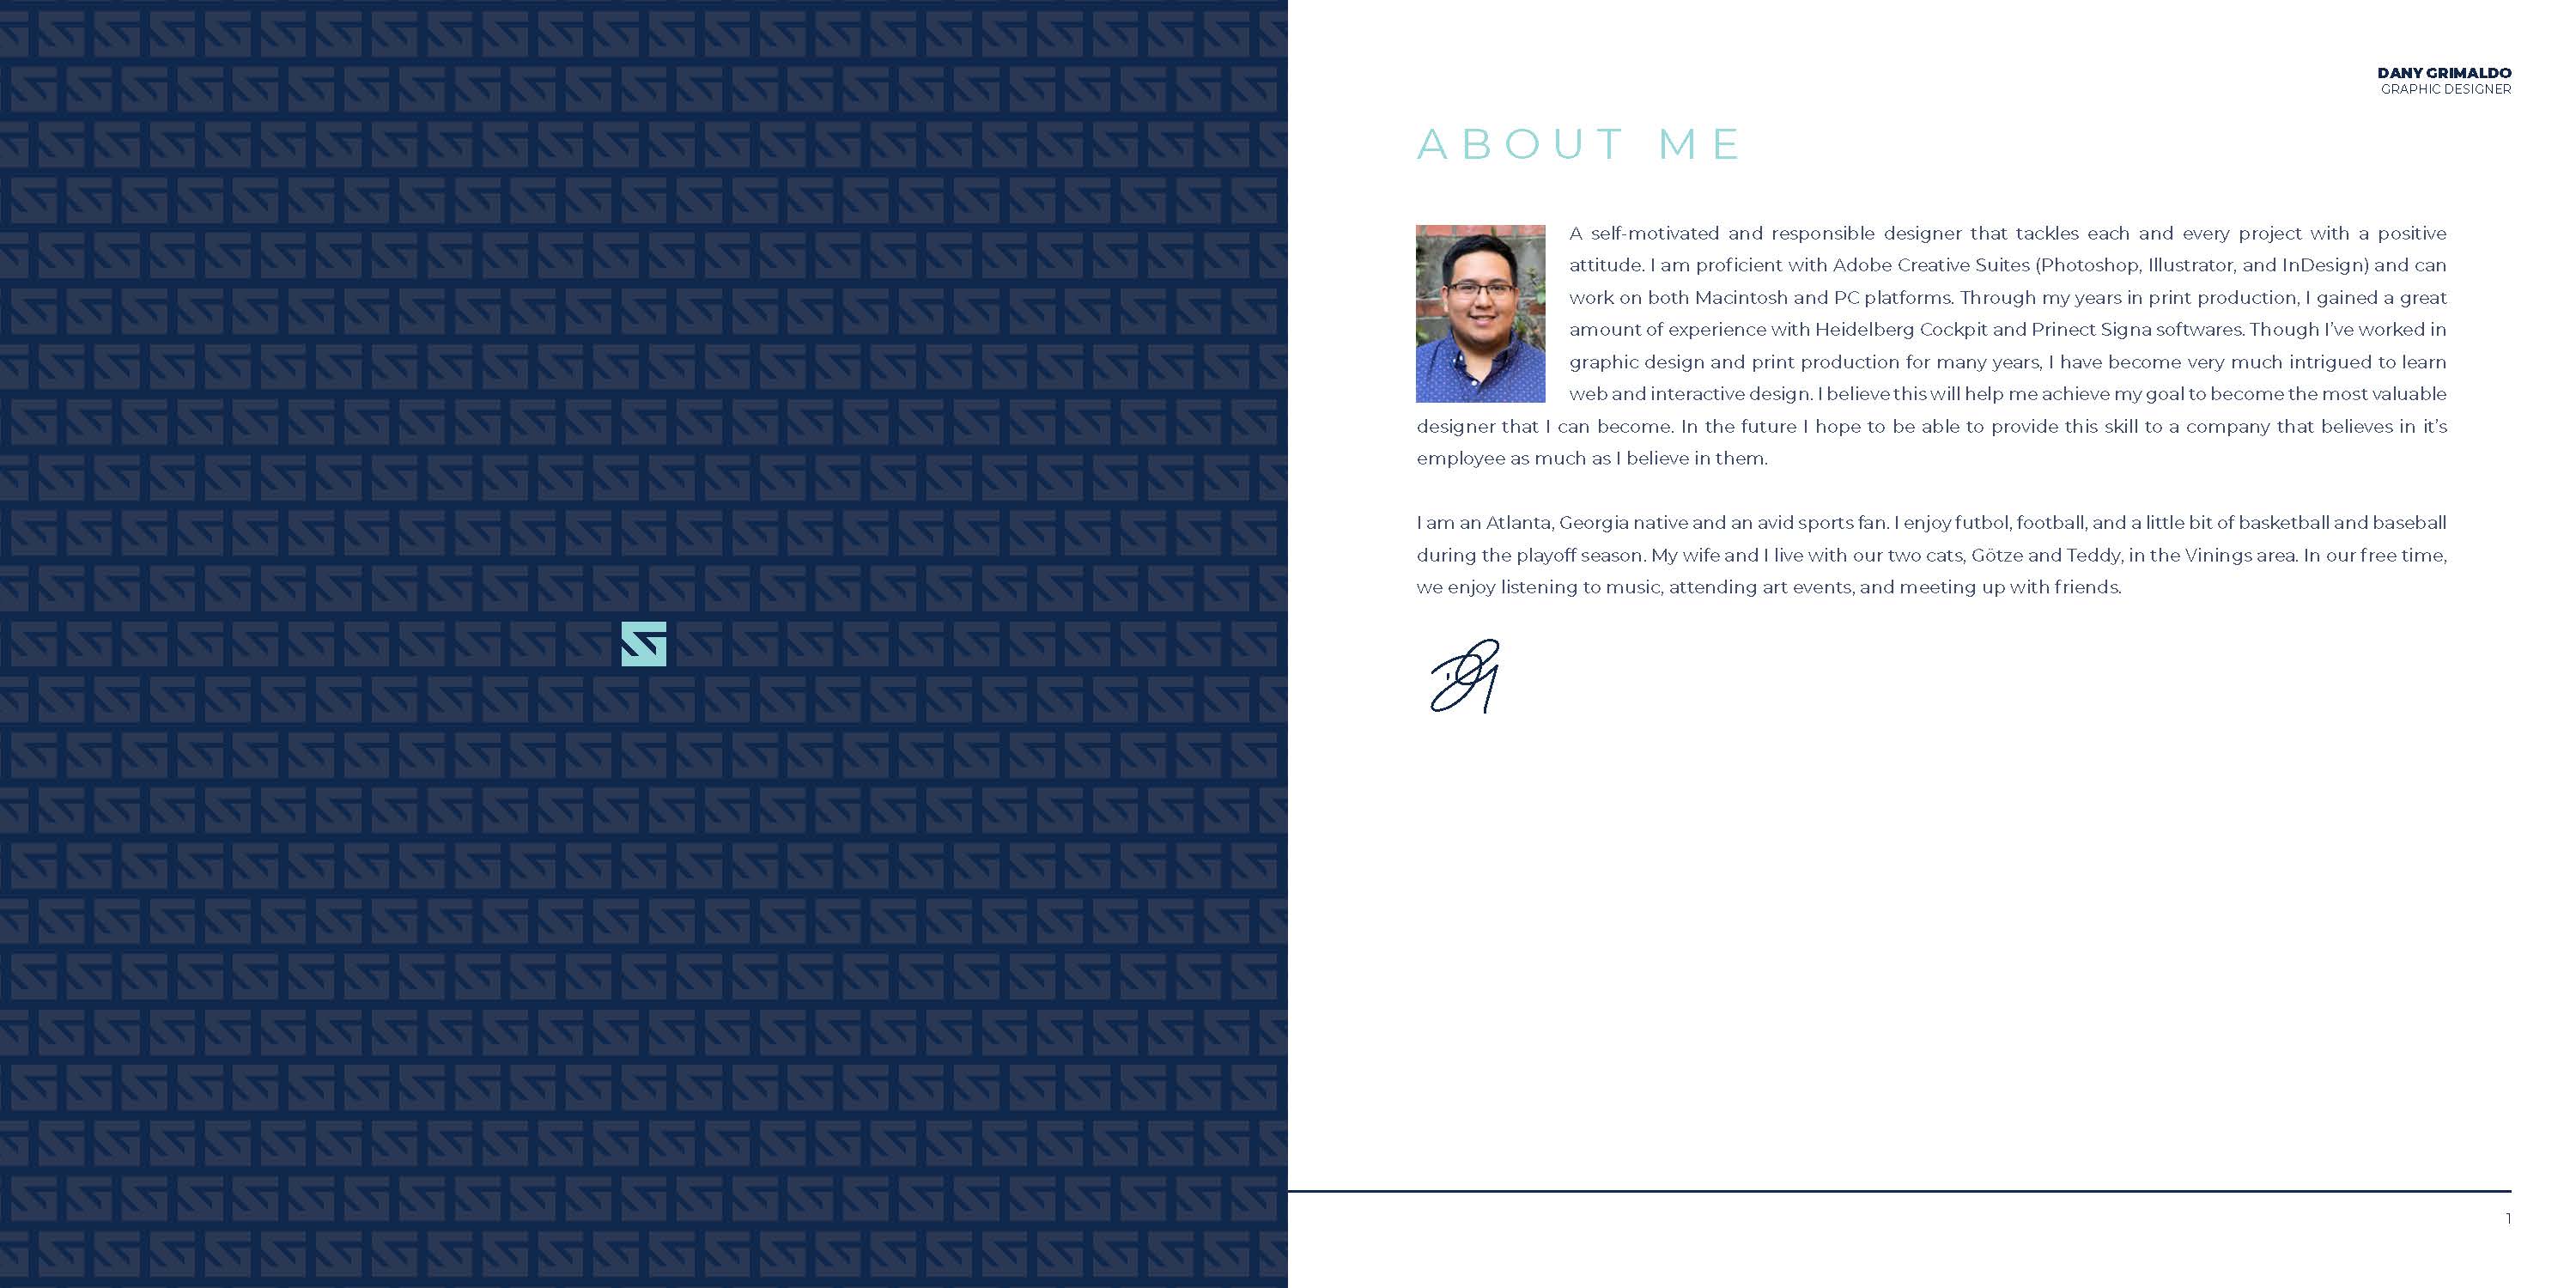 DANY GRIMALDO
GRAPHIC DESIGNER
ABOUT ME
A self-motivated and responsible designer that tackles each and every project with a positive
attitude. I am proficient with Adobe Creative Suites (Photoshop, Illustrator, and InDesign) and can
work on both Macintosh and PC platforms. Through my years in print production, I gained a great
amount of experience with Heidelberg Cockpit and Prinect Signa softwares. Though I’ve worked in
graphic design and print production for many years, I have become very much intrigued to learn
web and interactive design. I believe this will help me achieve my goal to become the most valuable
designer that I can become. In the future I hope to be able to provide this skill to a company that believes in it’s
employee as much as I believe in them.
I am an Atlanta, Georgia native and an avid sports fan. I enjoy futbol, football, and a little bit of basketball and baseball
during the playoff season. My wife and I live with our two cats, Götze and Teddy, in the Vinings area. In our free time,
we enjoy listening to music, attending art events, and meeting up with friends.
1